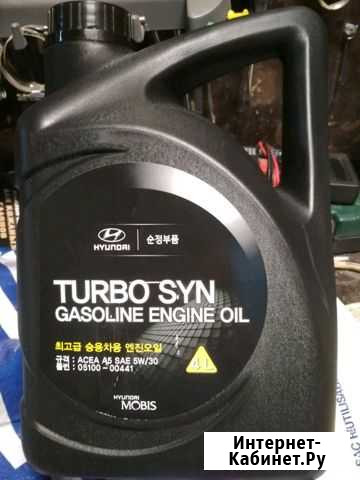 HYUNDAI
순정부품
TURBO SYN
GASOLINE ENGINE OIL
최고급 승용차용 엔진오일
규격 : ACEA A5 SAE 5W/30
품번 : 05100-00441
4L
HYUNDAI
MOBIS
Интернет-
Кабинет.Ру